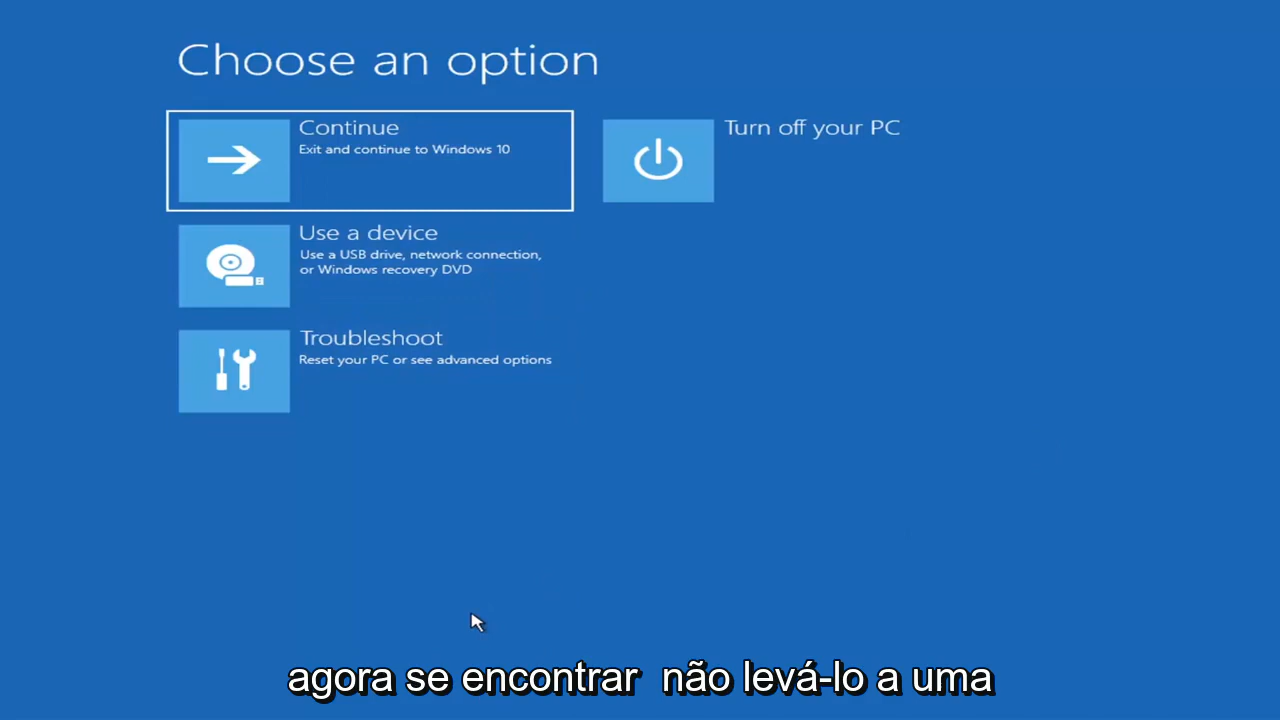 Choose an option
Continue
Exit and continue to Windows 10
Turn off your PC
Use a device
Use a USB drive, network connection,
or Windows recovery DVD
Troubleshoot
Reset your PC or see advanced options
agora se encontrar não levá-lo a uma